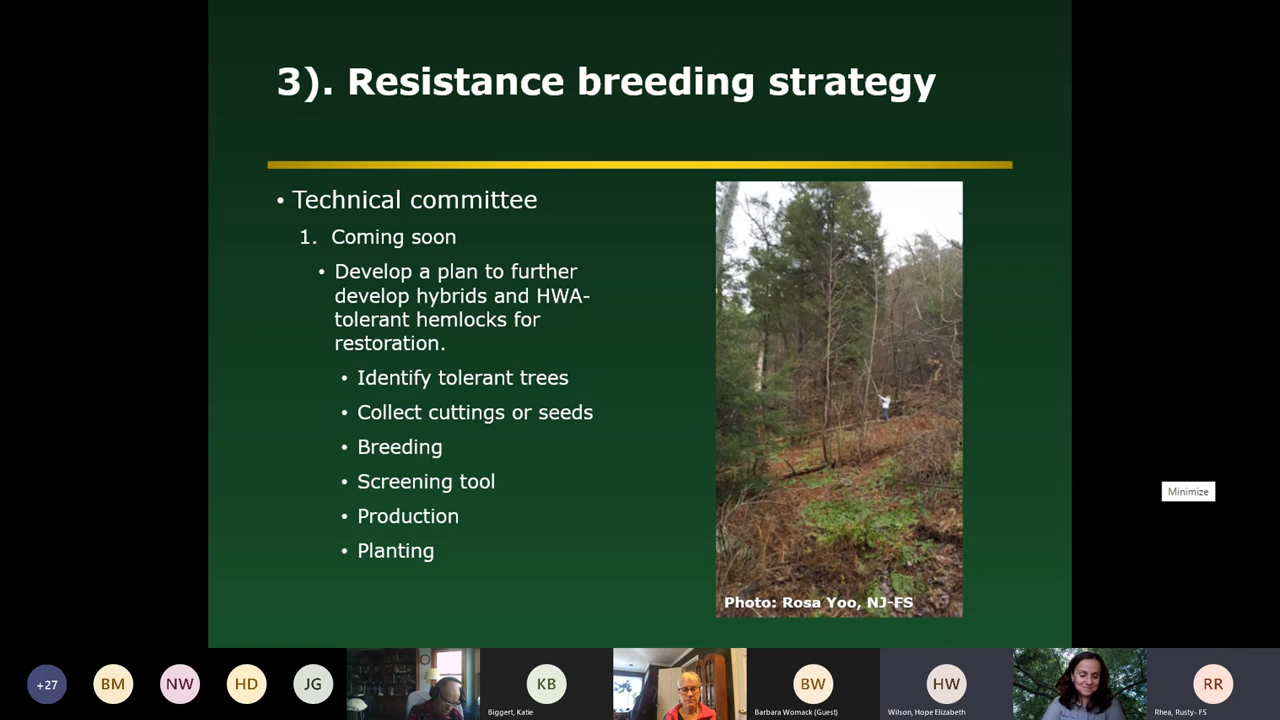 3). Resistance breeding strategy
• Technical committee
1. Coming soon
• Develop a plan to further
develop hybrids and HWA-
tolerant hemlocks for
restoration.
• Identify tolerant trees
• Collect cuttings or seeds
• Breeding
• Screening tool
• Production
• Planting
Photo: Rosa Yoo, NJ-FS
Minimize
+27
BM
NW
HD
JG
KB
Biggert, Katie
BW
Barbara Womack (Guest)
HW
Wilson, Hope Elizabeth
RR
Rhea, Rusty- FS